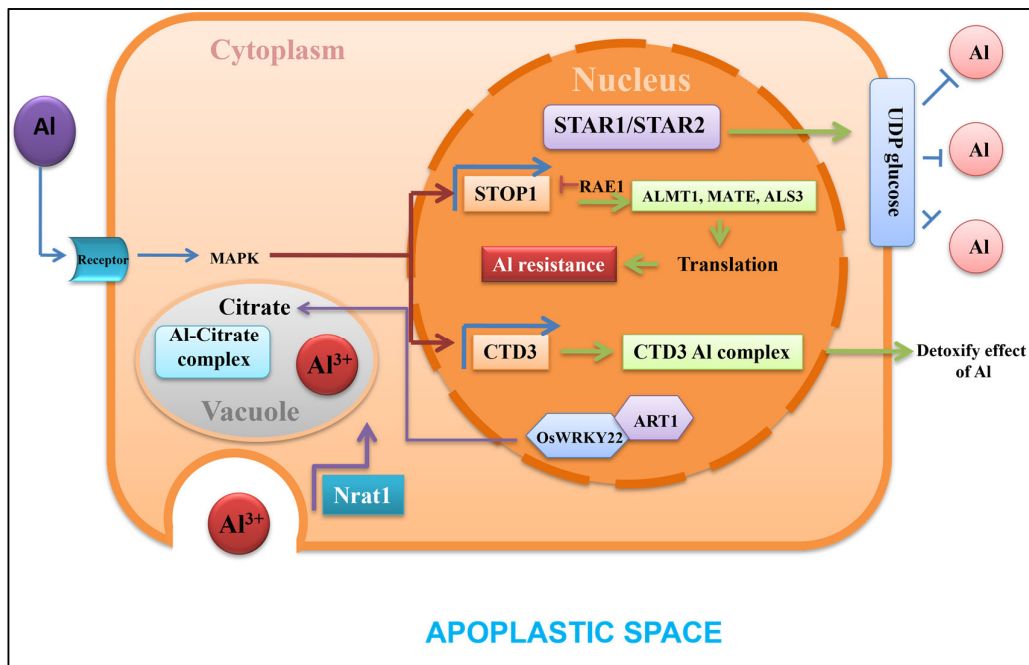 Cytoplasm
Al
Nucleus
Al
STAR1/STAR2
UDP glucose
Al
STOP1
RAE1
ALMT1, MATE, ALS3
Receptor
MAPK
Al resistance
Translation
Al
Citrate
Al-Citrate
complex
Al³⁺
CTD3
CTD3 Al complex
Detoxify effect
of Al
Vacuole
OsWRKY22
ART1
Nrat1
Al³⁺
APOPLASTIC SPACE